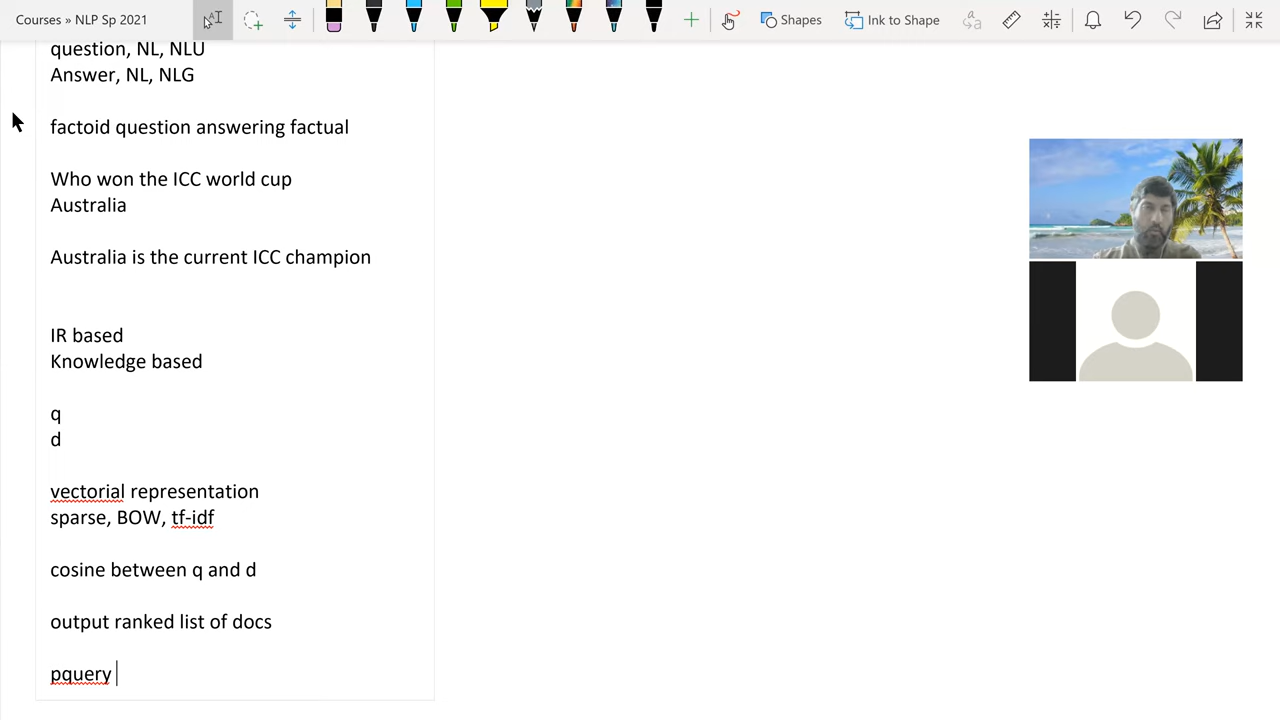 Courses » NLP Sp 2021
Shapes
Ink to Shape
question, NL, NLU
Answer, NL, NLG
factoid question answering factual
Who won the ICC world cup
Australia
Australia is the current ICC champion
IR based
Knowledge based
q
d
vectorial representation
sparse, BOW, tf-idf
cosine between q and d
output ranked list of docs
pquery